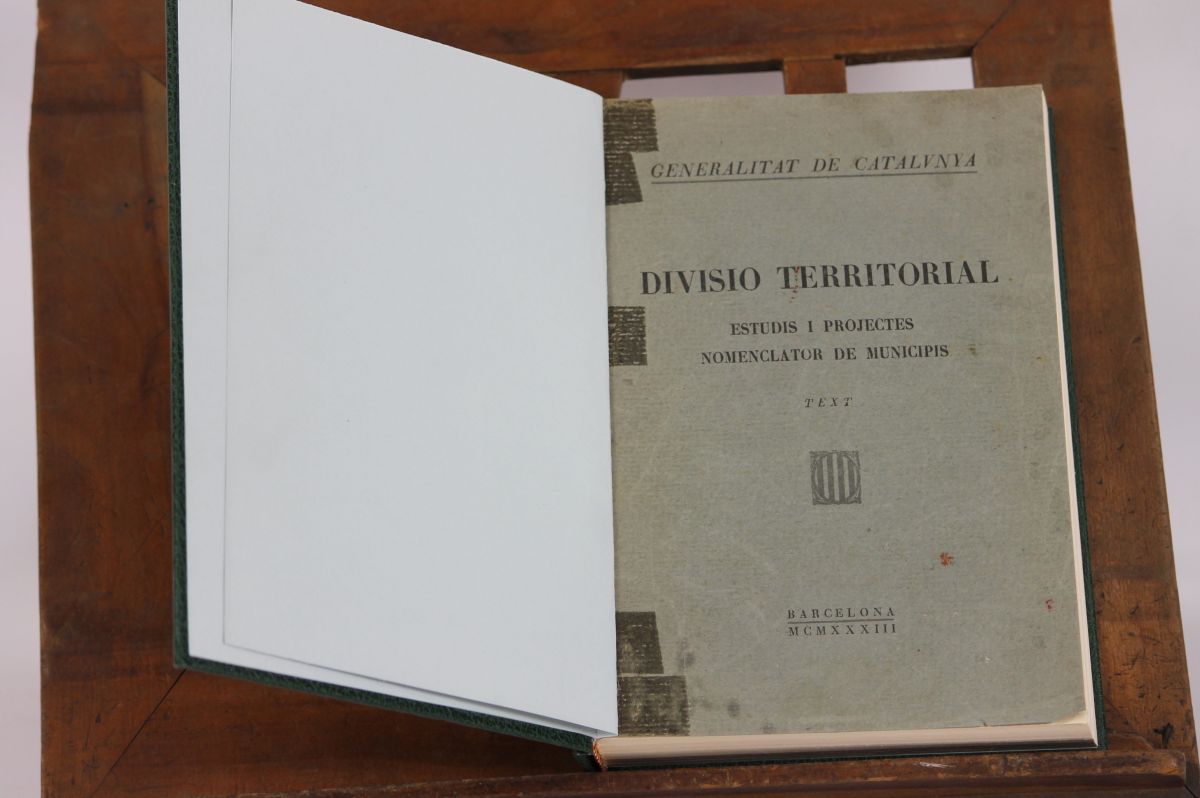 GENERALITAT DE CATALVNYA
DIVISIO TERRITORIAL
ESTUDIS I PROJECTES
NOMENCLATOR DE MUNICIPIS
TEXT
BARCELONA
MCMXXXIII